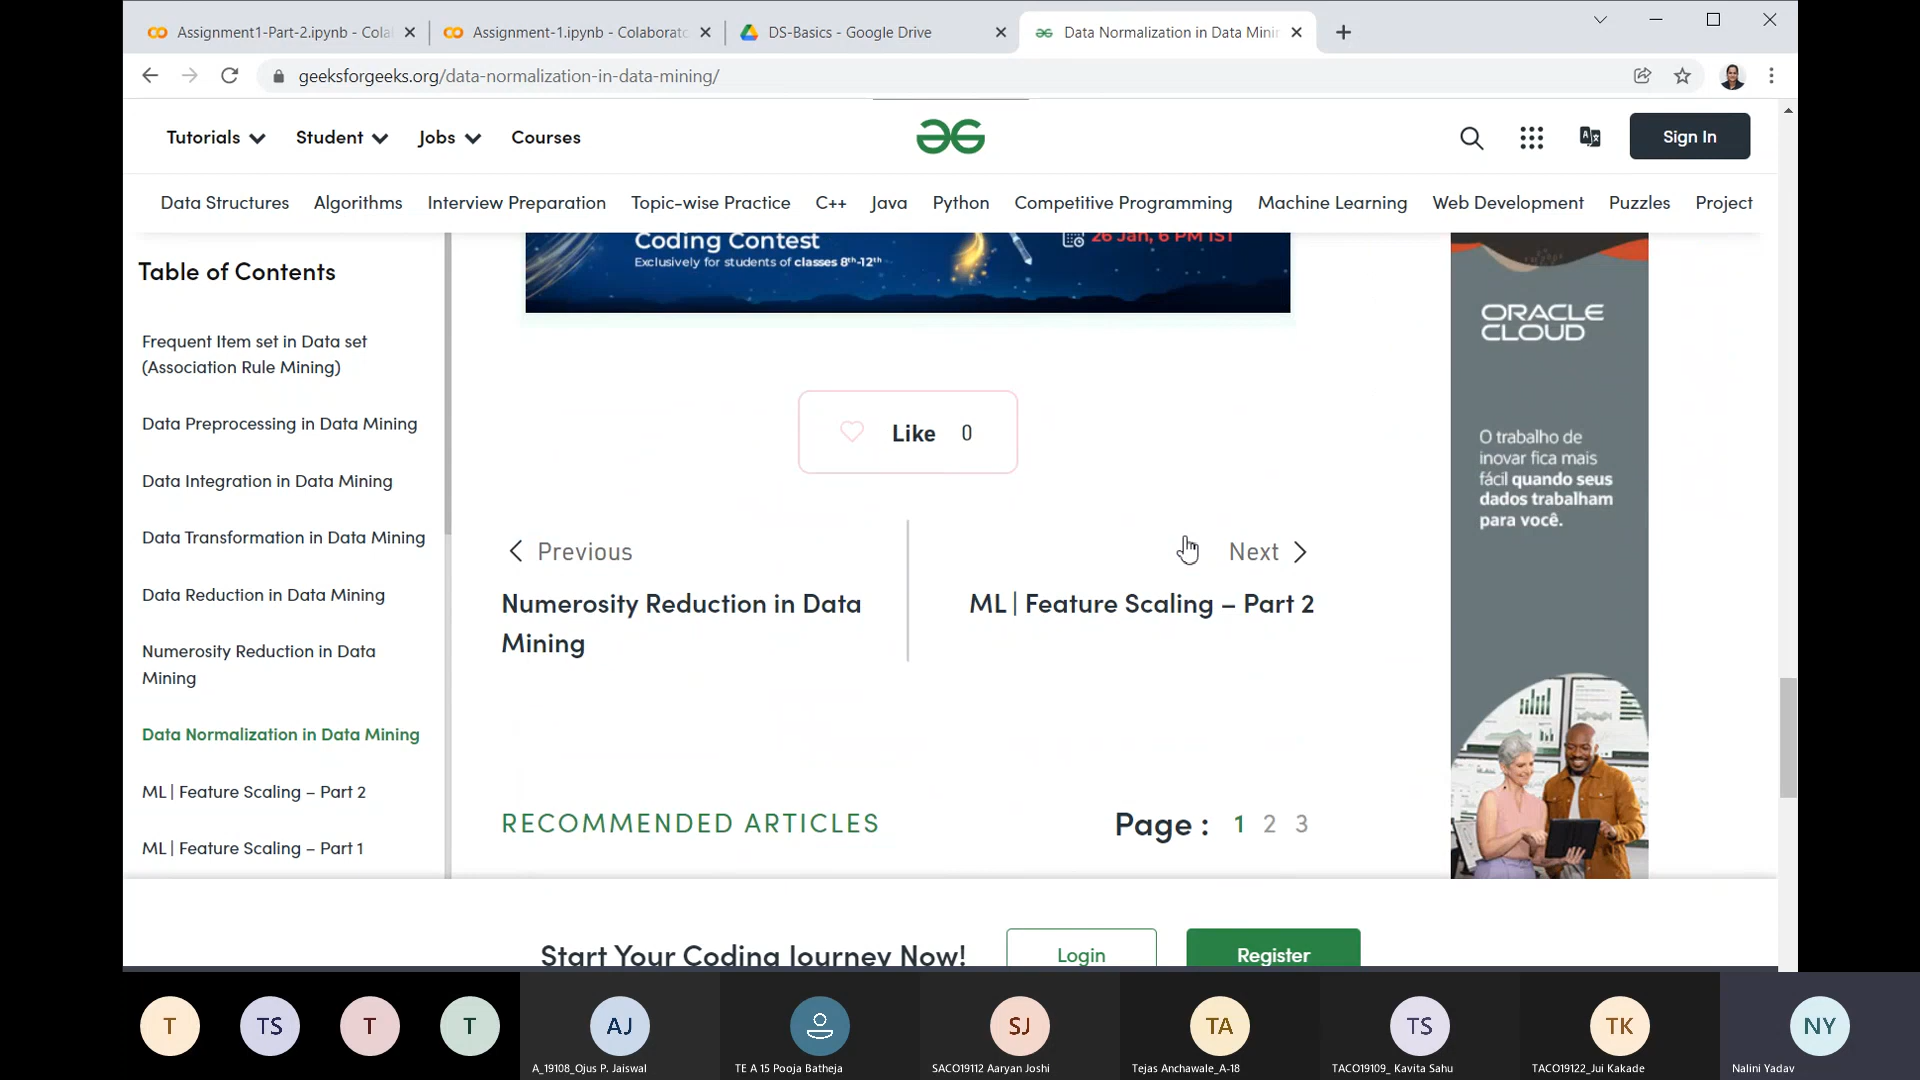 Assignment1-Part-2.ipynb - Cola
Assignment-1.ipynb - Colaborato
DS-Basics - Google Drive
Data Normalization in Data Minin
geeksforgeeks.org/data-normalization-in-data-mining/
Tutorials
Student
Jobs
Courses
Sign In
Data Structures
Algorithms
Interview Preparation
Topic-wise Practice
C++
Java
Python
Competitive Programming
Machine Learning
Web Development
Puzzles
Project
Table of Contents
Frequent Item set in Data set
(Association Rule Mining)
Data Preprocessing in Data Mining
Data Integration in Data Mining
Data Transformation in Data Mining
Data Reduction in Data Mining
Numerosity Reduction in Data
Mining
Data Normalization in Data Mining
ML | Feature Scaling – Part 2
ML | Feature Scaling – Part 1
Coding Contest
Exclusively for students of classes 8th-12th
26 Jan, 6 PM IST
Like 0
Previous
Numerosity Reduction in Data
Mining
Next
ML | Feature Scaling – Part 2
RECOMMENDED ARTICLES
Page : 1 2 3
ORACLE
CLOUD
O trabalho de
inovar fica mais
fácil quando seus
dados trabalham
para você.
Start Your Coding Journey Now!
Login
Register
T
TS
T
T
AJ
SJ
TA
TS
TK
NY
A_19108_Ojus P. Jaiswal
TE A 15 Pooja Batheja
SACO19112 Aaryan Joshi
Tejas Anchawale_A-18
TACO19109_ Kavita Sahu
TACO19122_Jui Kakade
Nalini Yadav